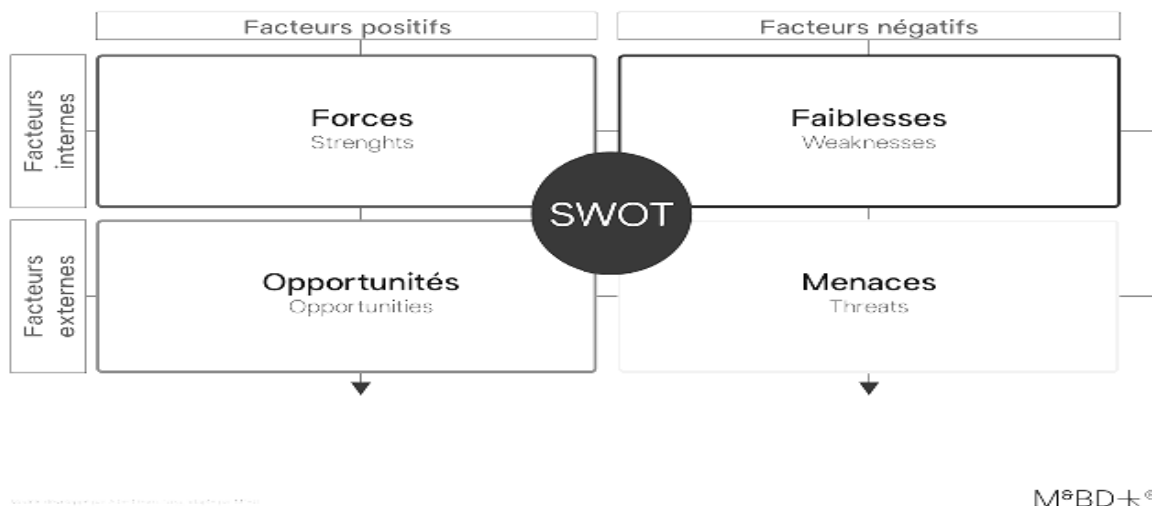 Facteurs positifs
Facteurs négatifs
Facteurs
internes
Forces
Strenghts
Faiblesses
Weaknesses
SWOT
Facteurs
externes
Opportunités
Opportunities
Menaces
Threats